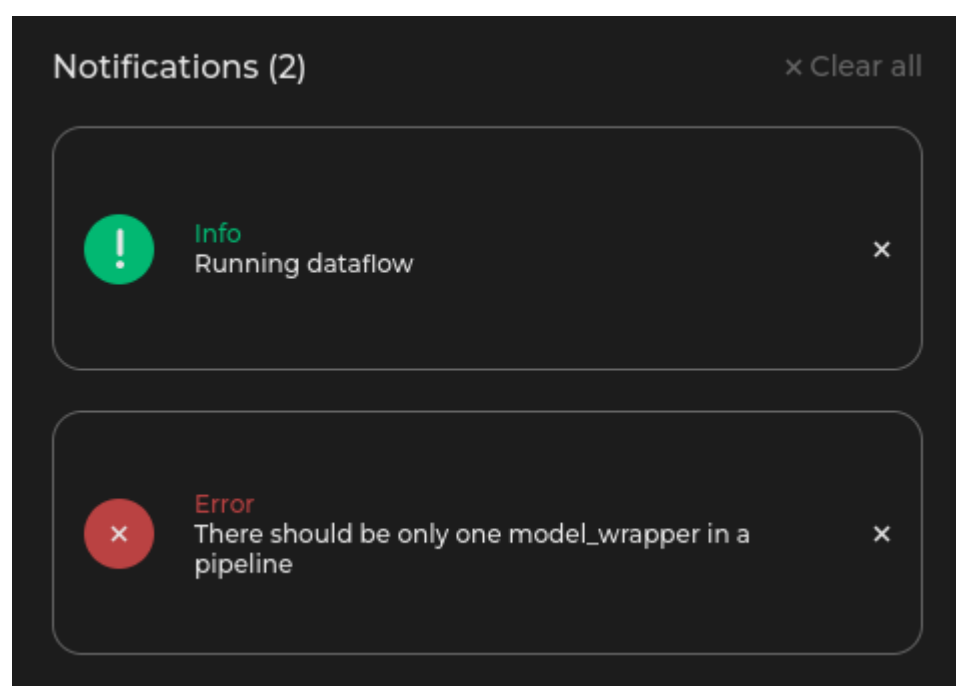 Notifications (2)
× Clear all
Info
Running dataflow
Error
There should be only one model_wrapper in a
pipeline